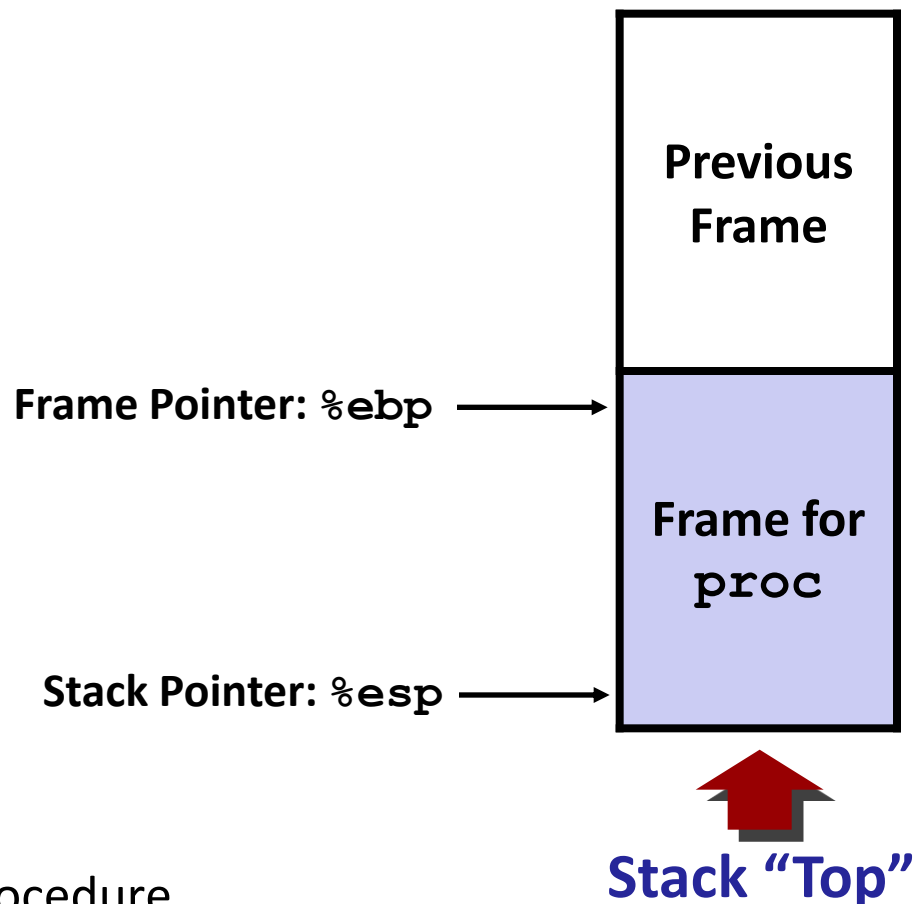 Previous
Frame
Frame Pointer: %ebp
Frame for
proc
Stack Pointer: %esp
Stack “Top”